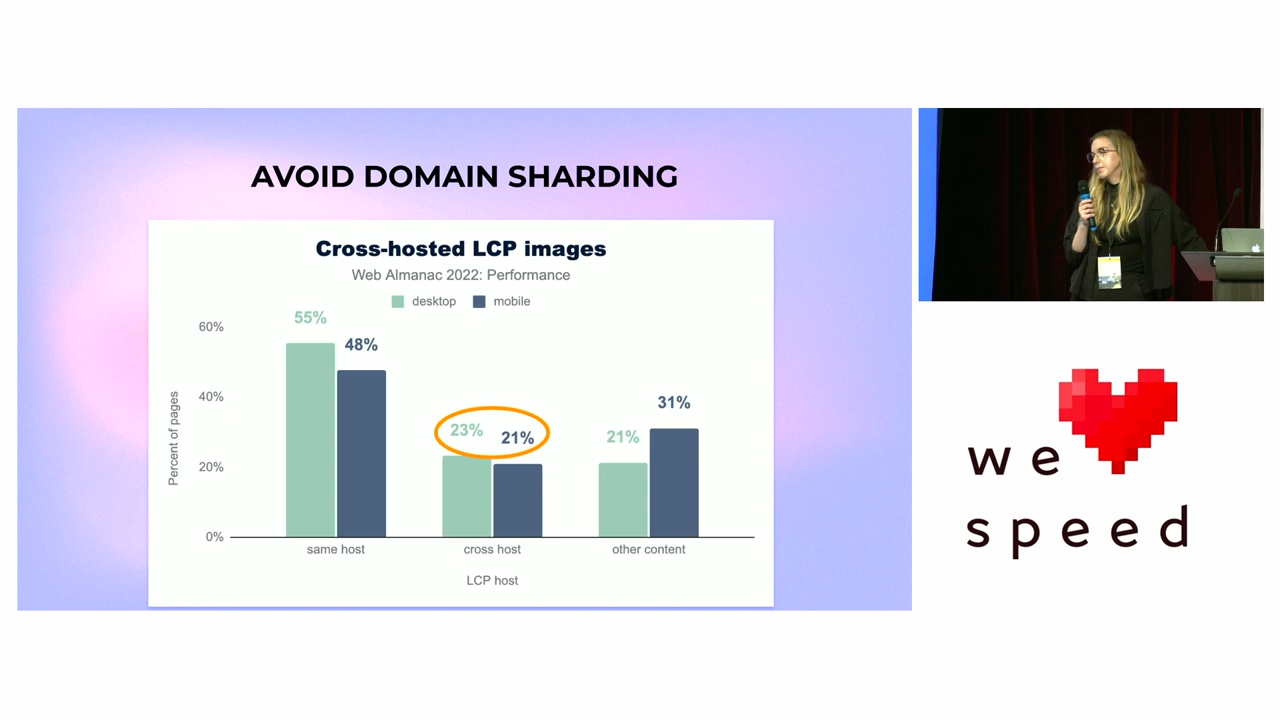 AVOID DOMAIN SHARDING
Cross-hosted LCP images
Web Almanac 2022: Performance
desktop
mobile
60%
40%
20%
0%
Percent of pages
55%
48%
23%
21%
21%
31%
same host
cross host
other content
LCP host
we
speed